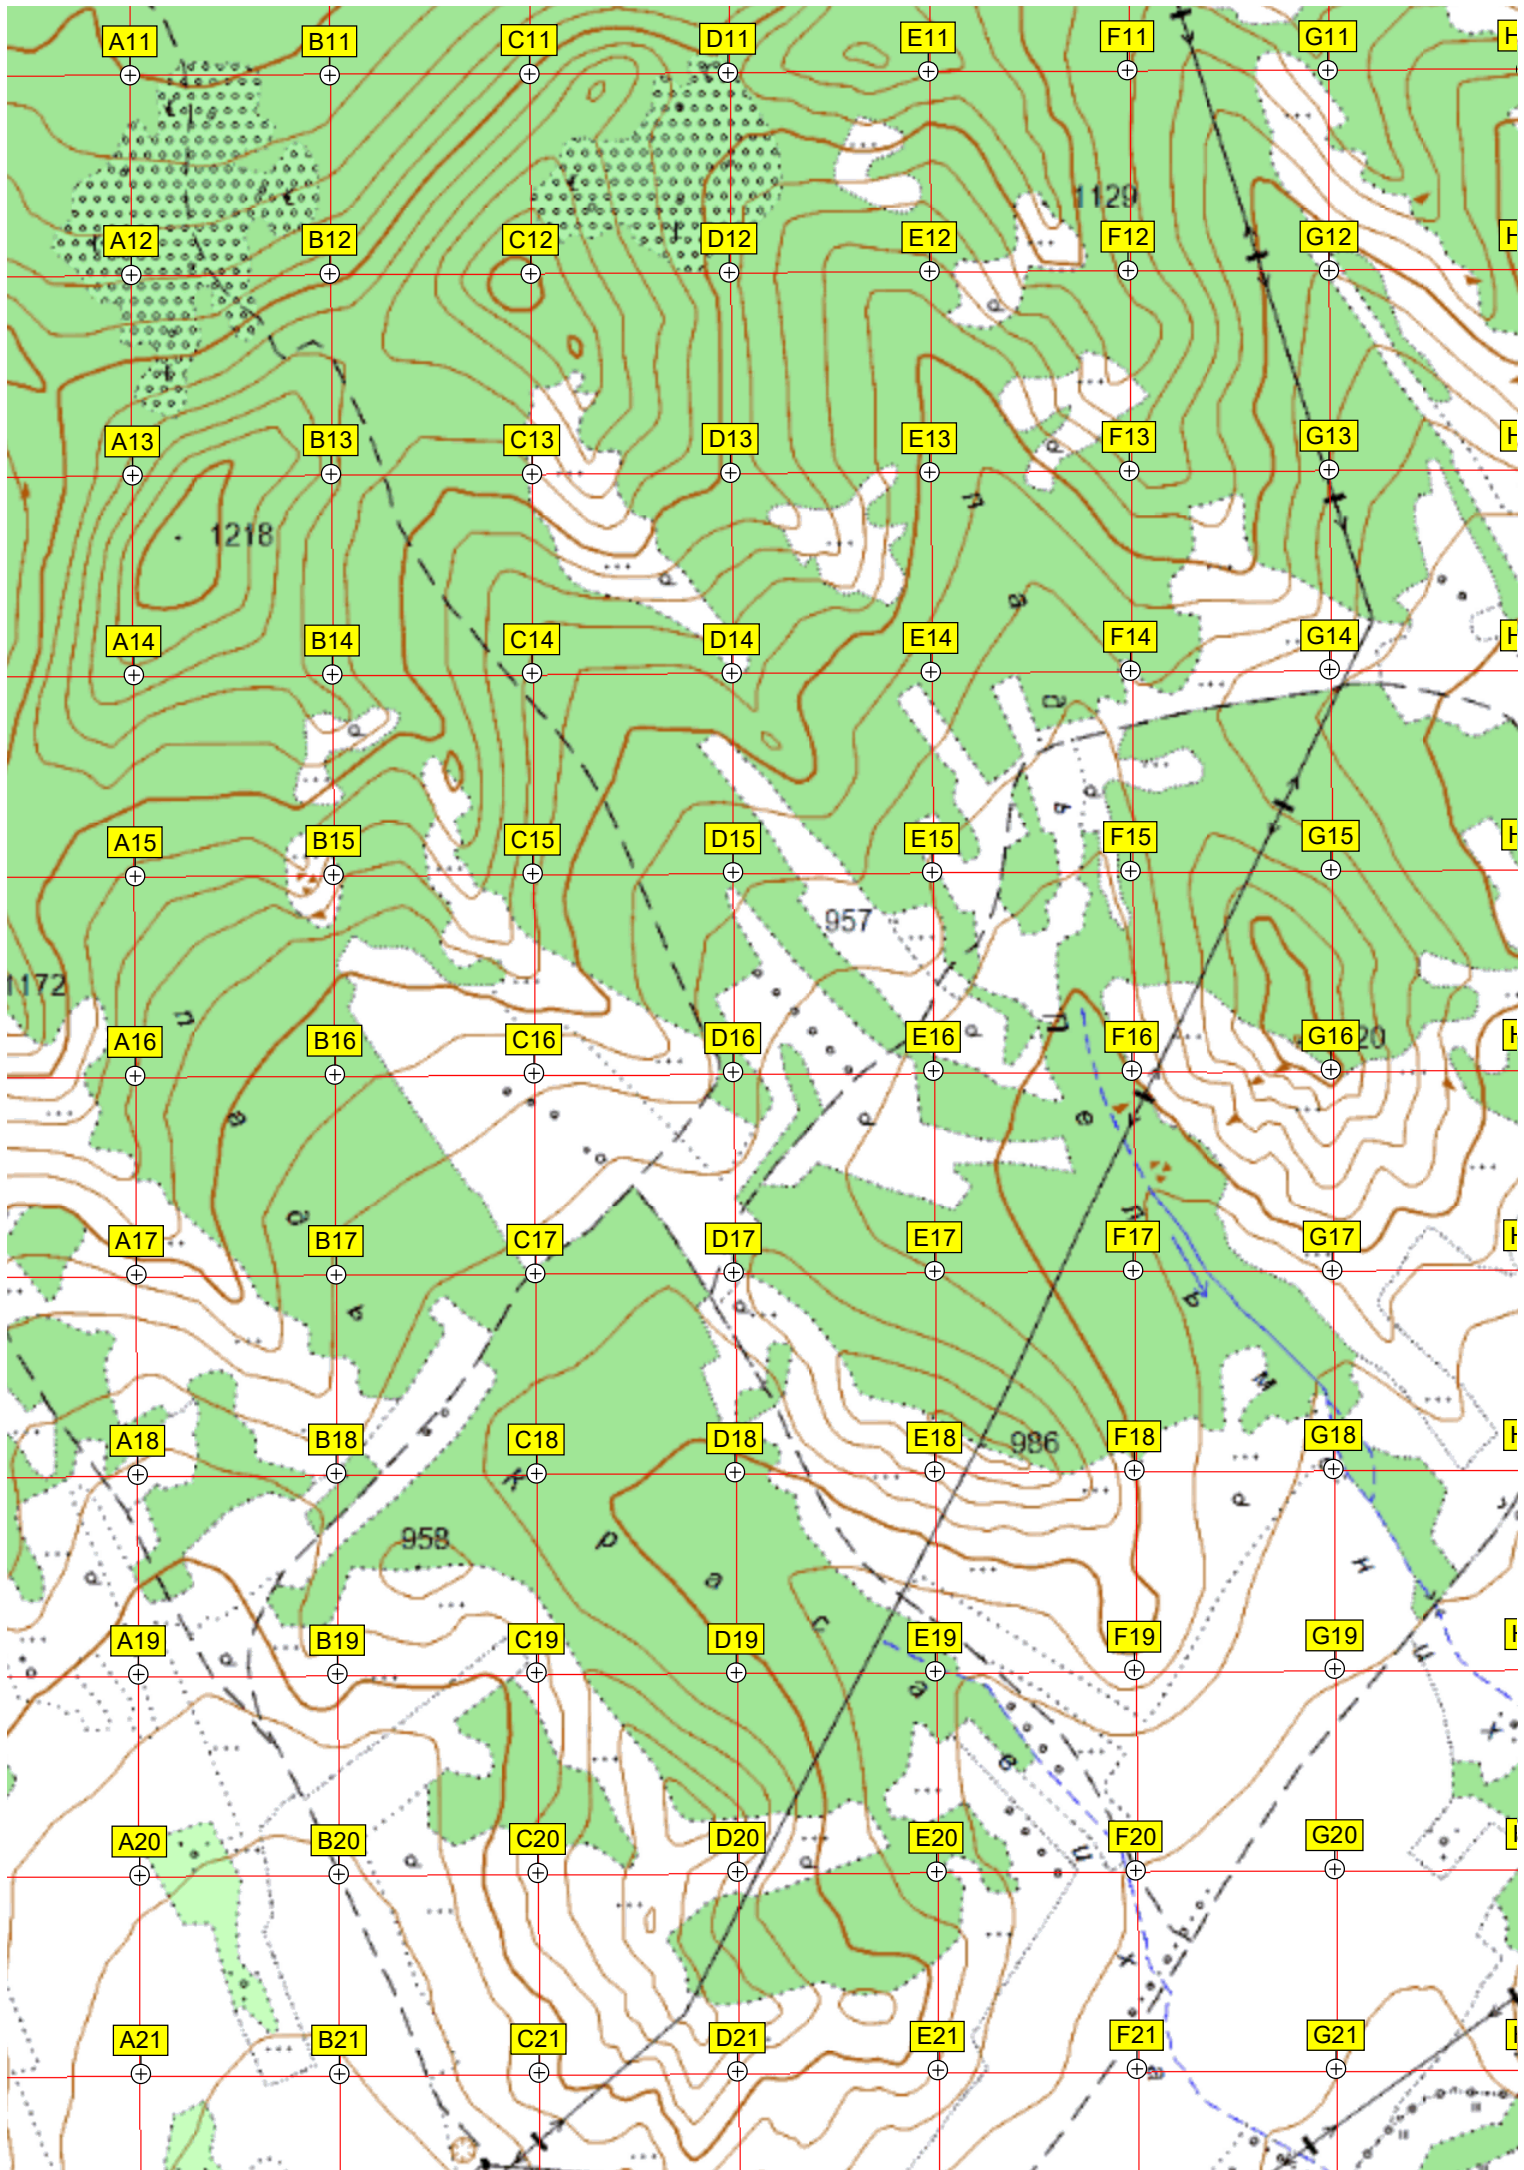 A11 B11 C11 D11 E11 F11 G11 H
1129
A12 B12 C12 D12 E12 F12 G12 H
A13 B13 C13 D13 E13 F13 G13 H
1218
A14 B14 C14 D14 E14 F14 G14 H
A15 B15 C15 D15 E15 F15 G15 H
957
1172
A16 B16 C16 D16 E16 F16 G16 H
20
A17 B17 C17 D17 E17 F17 G17 H
A18 B18 C18 D18 E18 F18 G18 H
986
958
A19 B19 C19 D19 E19 F19 G19 H
A20 B20 C20 D20 E20 F20 G20
A21 B21 C21 D21 E21 F21 G21